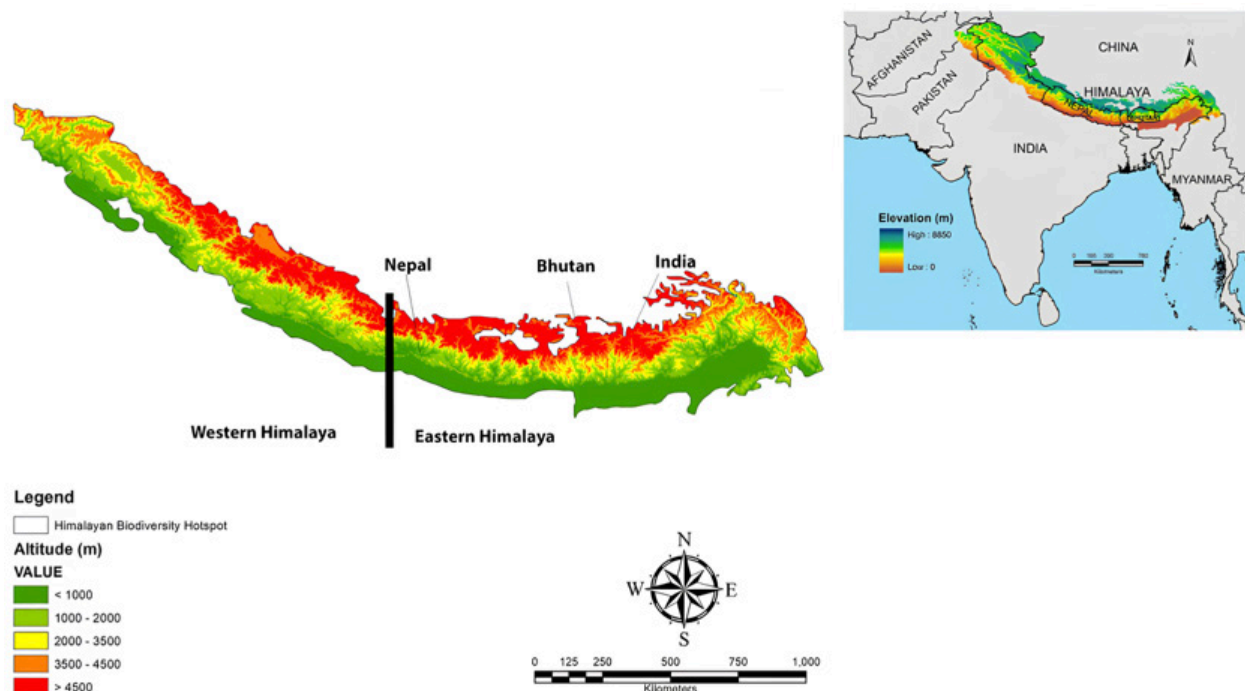 Nepal
Bhutan
India
Western Himalaya
Eastern Himalaya
Legend
Himalayan Biodiversity Hotspot
Altitude (m)
VALUE
< 1000
1000 - 2000
2000 - 3500
3500 - 4500
> 4500
N
W
E
S
0 125 250 500 750 1,000
Kilometers
AFGHANISTAN
PAKISTAN
CHINA
N
HIMALAYA
NEPAL
INDIA
MYANMAR
Elevation (m)
High : 8850
Low : 0
Kilometers